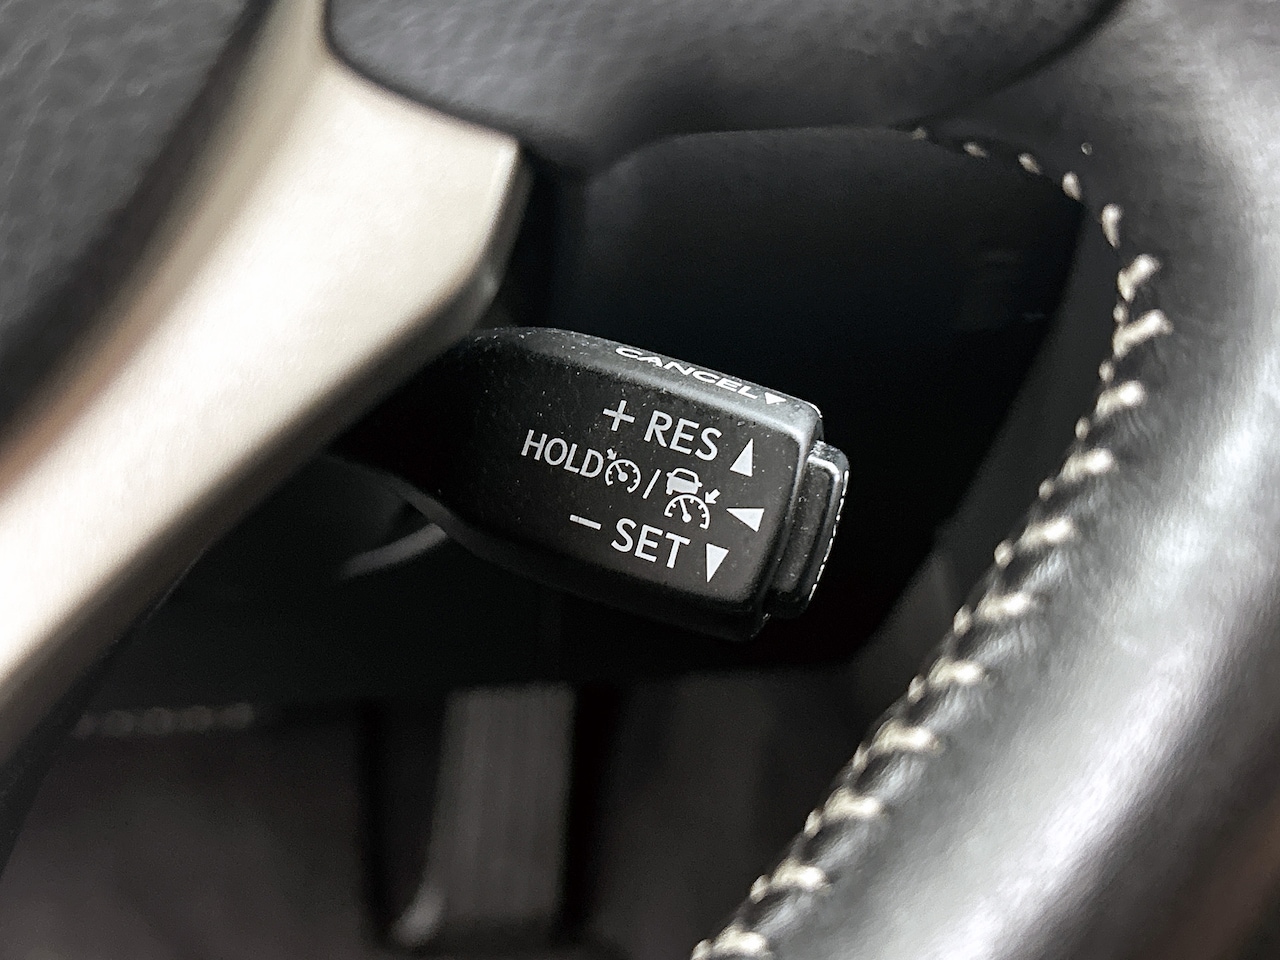 CANCEL▼
+ RES ▲
HOLD /
− SET ▼